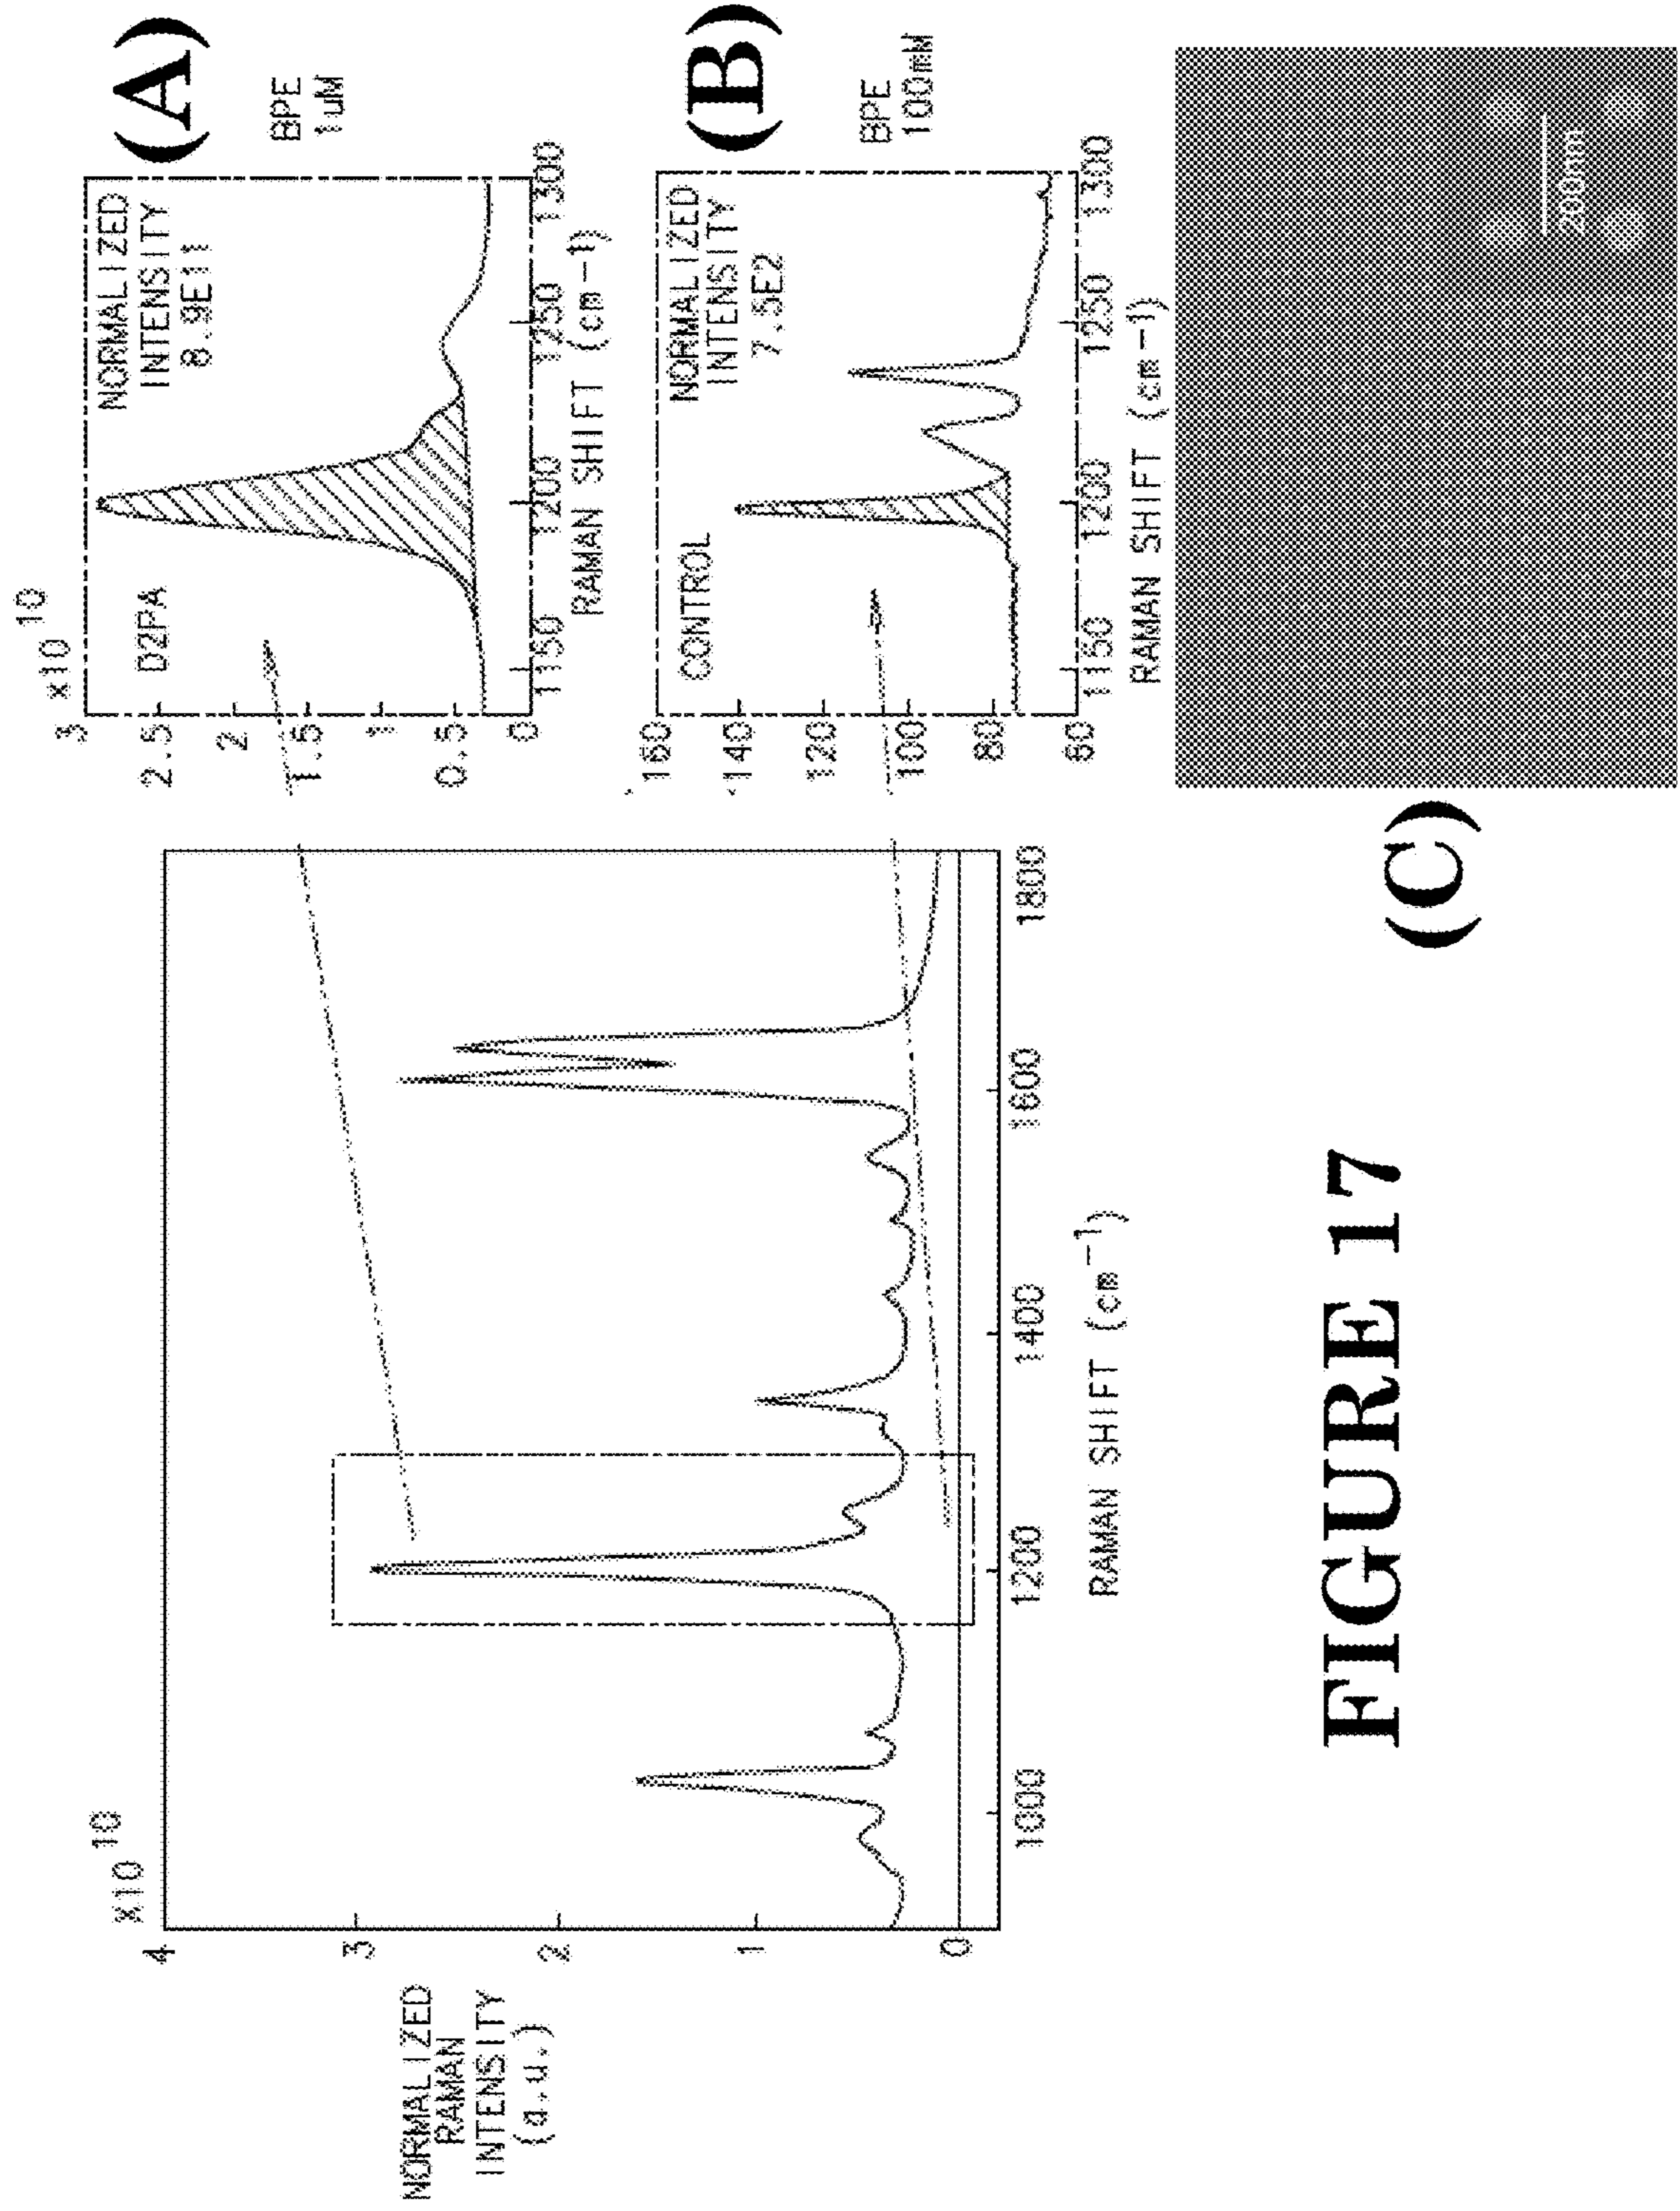 NORMALIZED
RAMAN
INTENSITY
(a.u.)
X10 10
4
3
2
1
0
1000
1200
1400
1600
1800
RAMAN SHIFT (cm-1)
(A)
BPE
1uM
x10 10
3
2.5
2
1.5
1
0.5
0
D2PA
NORMALIZED
INTENSITY
8.9E11
1150
1200
1250
1300
RAMAN SHIFT (cm-1)
(B)
BPE
100mM
160
140
120
100
80
60
CONTROL
NORMALIZED
INTENSITY
7.5E2
1150
1200
1250
1300
RAMAN SHIFT (cm-1)
(C)
200nm
FIGURE 17